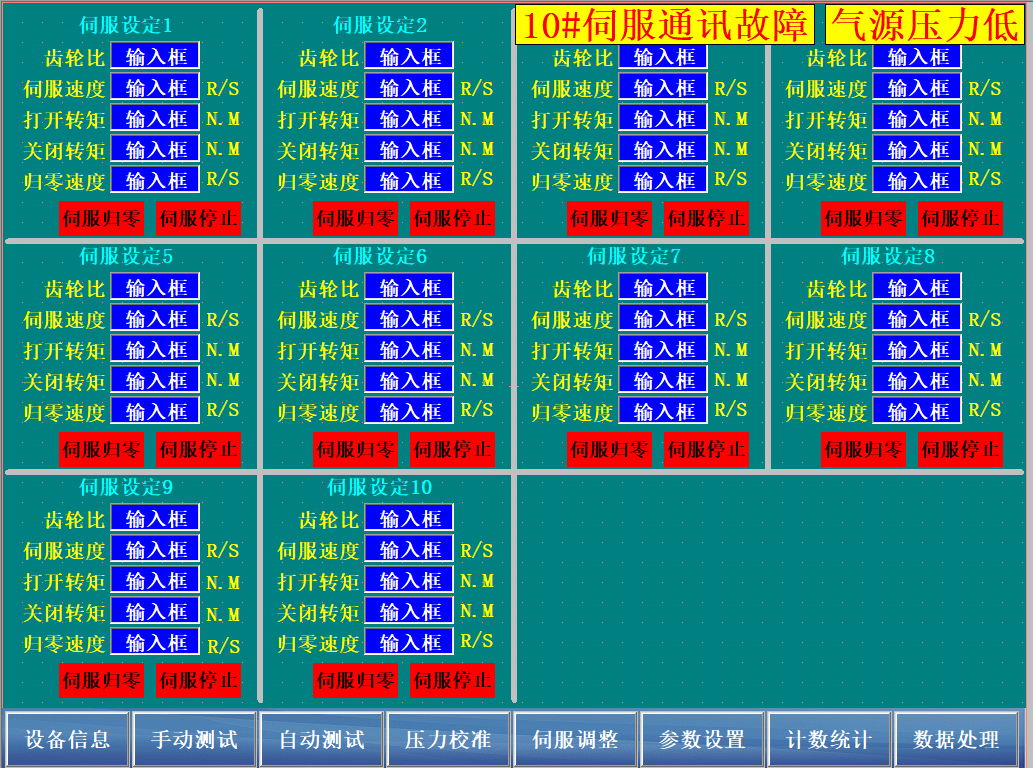 伺服设定1
齿轮比 输入框
伺服速度 输入框 R/S
打开转矩 输入框 N.M
关闭转矩 输入框 N.M
归零速度 输入框 R/S
伺服归零 伺服停止
伺服设定2
齿轮比 输入框
伺服速度 输入框 R/S
打开转矩 输入框 N.M
关闭转矩 输入框 N.M
归零速度 输入框 R/S
伺服归零 伺服停止
10#伺服通讯故障
齿轮比 输入框
伺服速度 输入框 R/S
打开转矩 输入框 N.M
关闭转矩 输入框 N.M
归零速度 输入框 R/S
伺服归零 伺服停止
气源压力低
齿轮比 输入框
伺服速度 输入框 R/S
打开转矩 输入框 N.M
关闭转矩 输入框 N.M
归零速度 输入框 R/S
伺服归零 伺服停止
伺服设定5
齿轮比 输入框
伺服速度 输入框 R/S
打开转矩 输入框 N.M
关闭转矩 输入框 N.M
归零速度 输入框 R/S
伺服归零 伺服停止
伺服设定6
齿轮比 输入框
伺服速度 输入框 R/S
打开转矩 输入框 N.M
关闭转矩 输入框 N.M
归零速度 输入框 R/S
伺服归零 伺服停止
伺服设定7
齿轮比 输入框
伺服速度 输入框 R/S
打开转矩 输入框 N.M
关闭转矩 输入框 N.M
归零速度 输入框 R/S
伺服归零 伺服停止
伺服设定8
齿轮比 输入框
伺服速度 输入框 R/S
打开转矩 输入框 N.M
关闭转矩 输入框 N.M
归零速度 输入框 R/S
伺服归零 伺服停止
伺服设定9
齿轮比 输入框
伺服速度 输入框 R/S
打开转矩 输入框 N.M
关闭转矩 输入框 N.M
归零速度 输入框 R/S
伺服归零 伺服停止
伺服设定10
齿轮比 输入框
伺服速度 输入框 R/S
打开转矩 输入框 N.M
关闭转矩 输入框 N.M
归零速度 输入框 R/S
伺服归零 伺服停止
设备信息 手动测试 自动测试 压力校准 伺服调整 参数设置 计数统计 数据处理